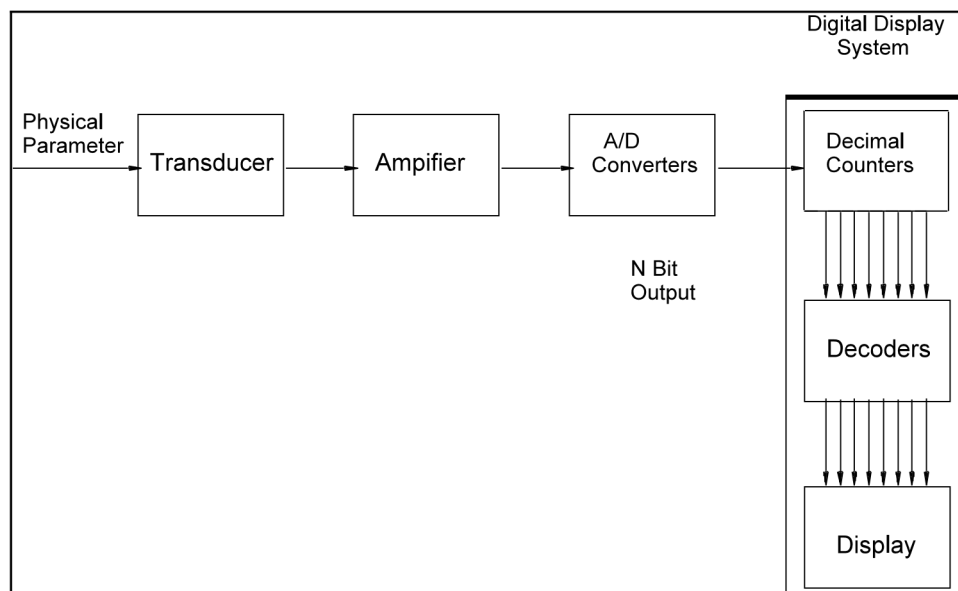 Digital Display
System
Physical
Parameter
Transducer
Ampifier
A/D
Converters
Decimal
Counters
N Bit
Output
Decoders
Display